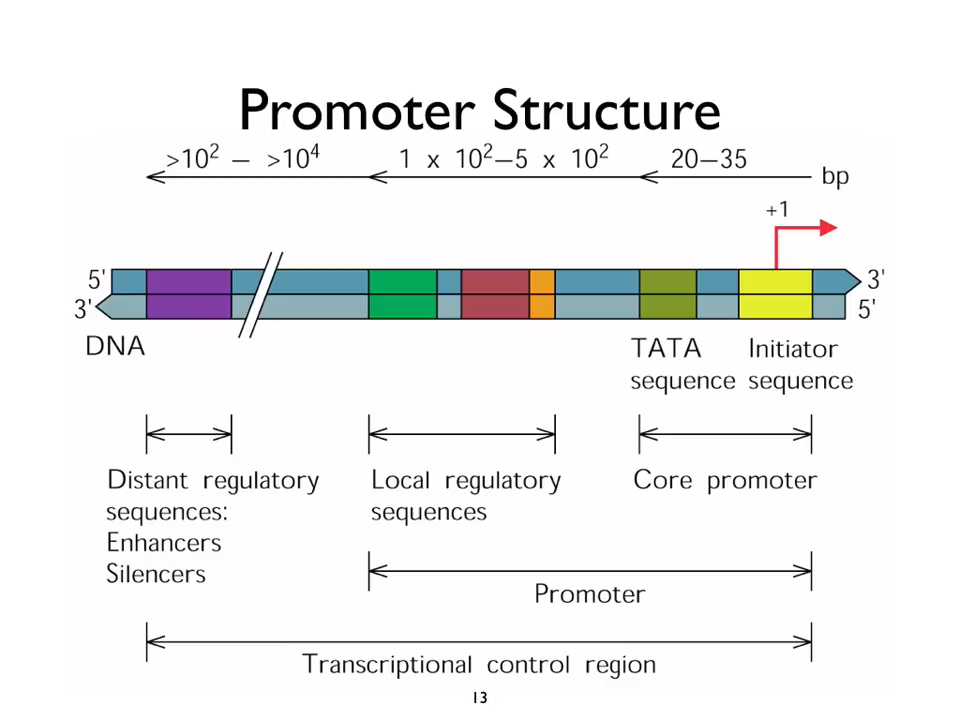 Promoter Structure
>10² – >10⁴
1 x 10²–5 x 10²
20–35
bp
+1
5'
3'
3'
5'
DNA
TATA
sequence
Initiator
sequence
Distant regulatory
sequences:
Enhancers
Silencers
Local regulatory
sequences
Core promoter
Promoter
Transcriptional control region
13